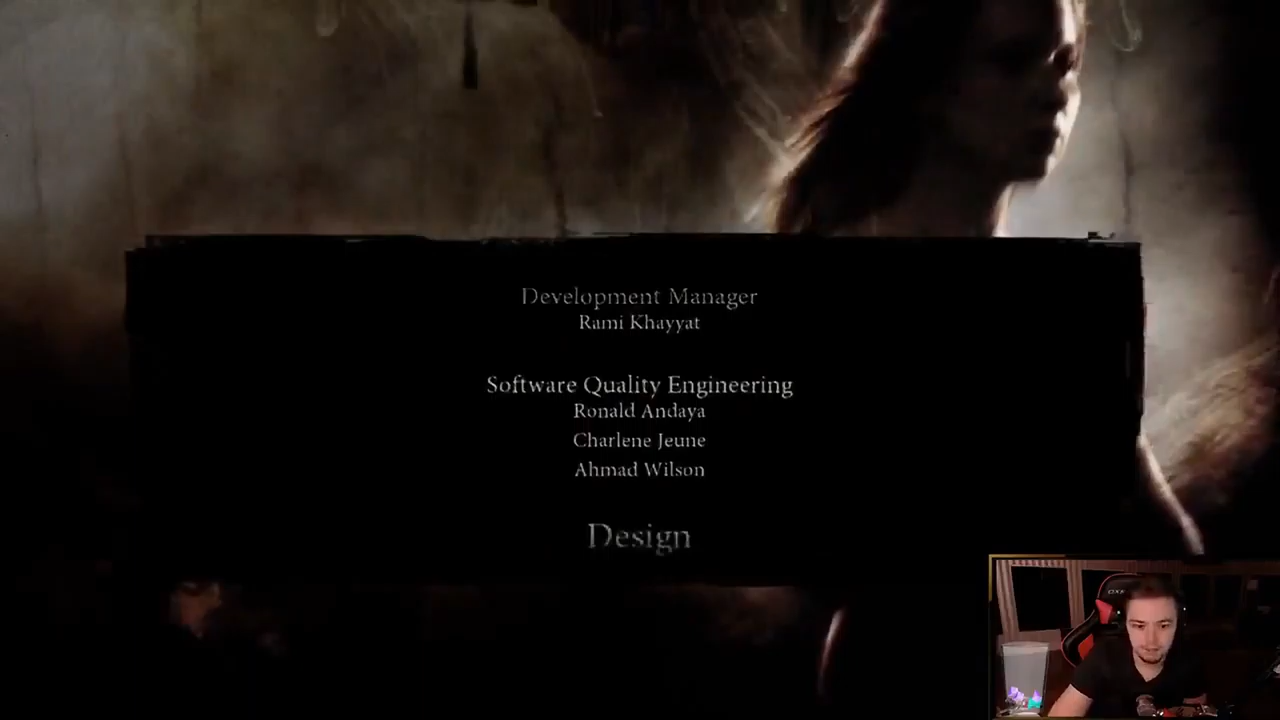 Development Manager
Rami Khayyat
Software Quality Engineering
Ronald Andaya
Charlene Jeune
Ahmad Wilson
Design